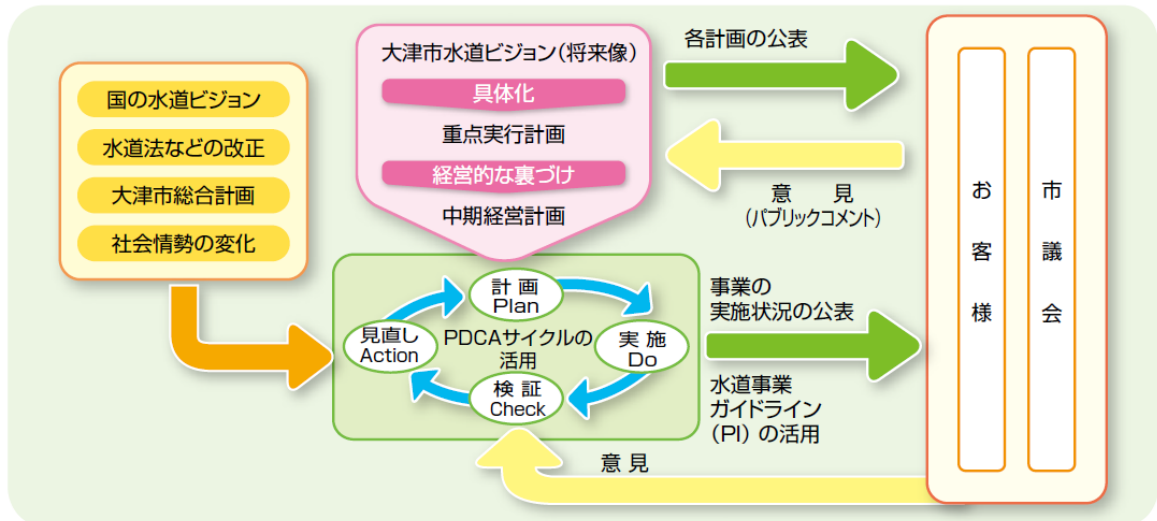 国の水道ビジョン
水道法などの改正
大津市総合計画
社会情勢の変化
大津市水道ビジョン（将来像）
具体化
重点実行計画
経営的な裏づけ
中期経営計画
各計画の公表
意　見
（パブリックコメント）
計 画
Plan
実 施
Do
検 証
Check
見直し
Action
PDCAサイクルの
活用
事業の
実施状況の公表
水道事業
ガイドライン
（PI）の活用
意 見
お客様
市議会